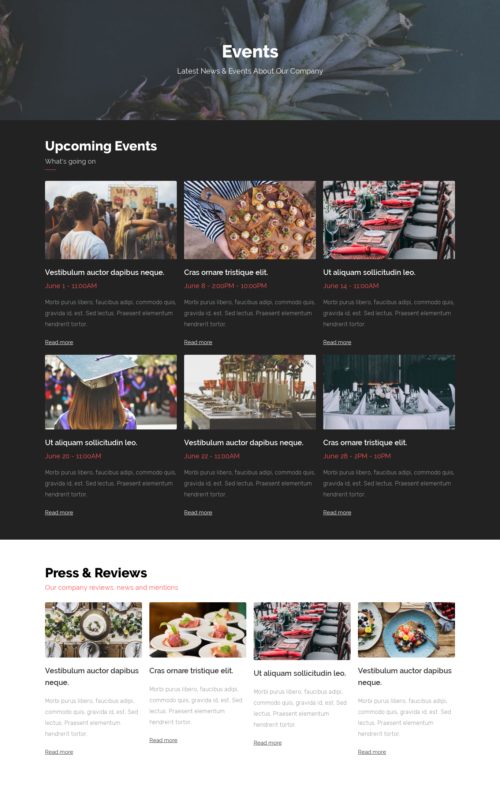 Events
Latest News & Events About Our Company
Upcoming Events
What's going on
Vestibulum auctor dapibus neque.
June 1 - 11:00AM
Morbi purus libero, faucibus adipi, commodo quis,
gravida id, est. Sed lectus. Praesent elementum
hendrerit tortor.
Read more
Cras ornare tristique elit.
June 8 - 2:00PM - 10:00PM
Morbi purus libero, faucibus adipi, commodo quis,
gravida id, est. Sed lectus. Praesent elementum
hendrerit tortor.
Read more
Ut aliquam sollicitudin leo.
June 14 - 11:00AM
Morbi purus libero, faucibus adipi, commodo quis,
gravida id, est. Sed lectus. Praesent elementum
hendrerit tortor.
Read more
Ut aliquam sollicitudin leo.
June 20 - 11:00AM
Morbi purus libero, faucibus adipi, commodo quis,
gravida id, est. Sed lectus. Praesent elementum
hendrerit tortor.
Read more
Vestibulum auctor dapibus neque.
June 22 - 11:00AM
Morbi purus libero, faucibus adipi, commodo quis,
gravida id, est. Sed lectus. Praesent elementum
hendrerit tortor.
Read more
Cras ornare tristique elit.
June 28 - 2PM - 10PM
Morbi purus libero, faucibus adipi, commodo quis,
gravida id, est. Sed lectus. Praesent elementum
hendrerit tortor.
Read more
Press & Reviews
Our company reviews, news and mentions
Vestibulum auctor dapibus
neque.
Morbi purus libero, faucibus adipi,
commodo quis, gravida id, est. Sed
lectus. Praesent elementum
hendrerit tortor.
Read more
Cras ornare tristique elit.
Morbi purus libero, faucibus adipi,
commodo quis, gravida id, est. Sed
lectus. Praesent elementum
hendrerit tortor.
Read more
Ut aliquam sollicitudin leo.
Morbi purus libero, faucibus adipi,
commodo quis, gravida id, est. Sed
lectus. Praesent elementum
hendrerit tortor.
Read more
Vestibulum auctor dapibus
neque.
Morbi purus libero, faucibus adipi,
commodo quis, gravida id, est. Sed
lectus. Praesent elementum
hendrerit tortor.
Read more